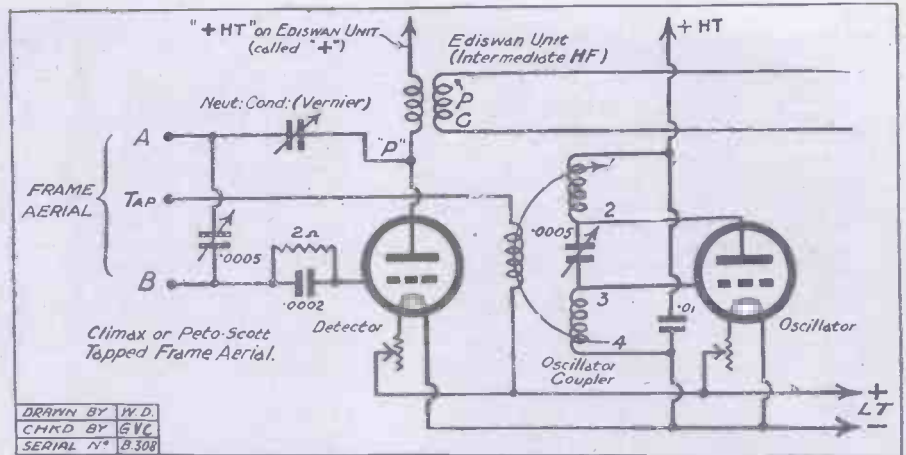 "+HT" on EDISWAN UNIT
(called "+")
+HT
Ediswan Unit
(Intermediate HF)
Neut: Cond: (Vernier)
P
G
A
"P"
FRAME
AERIAL
TAP
1
2
.0005
.0005
2Ω
B
3
.0002
.01
Climax or Peto-Scott
Tapped Frame Aerial.
Detector
4
Oscillator
Oscillator
Coupler
+
LT
-
DRAWN BY W.D.
CHKD BY GVC
SERIAL No B.308